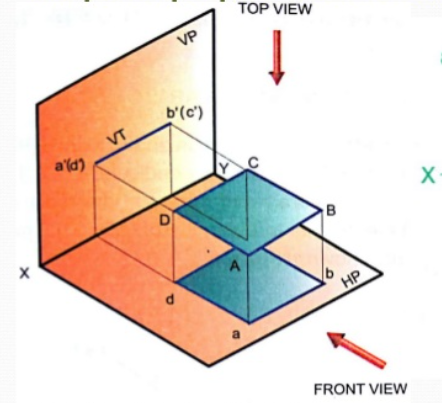 TOP VIEW
VP
b'(c')
VT
a'(d')
Y
C
X
D
B
X
A
b
HP
d
a
FRONT VIEW